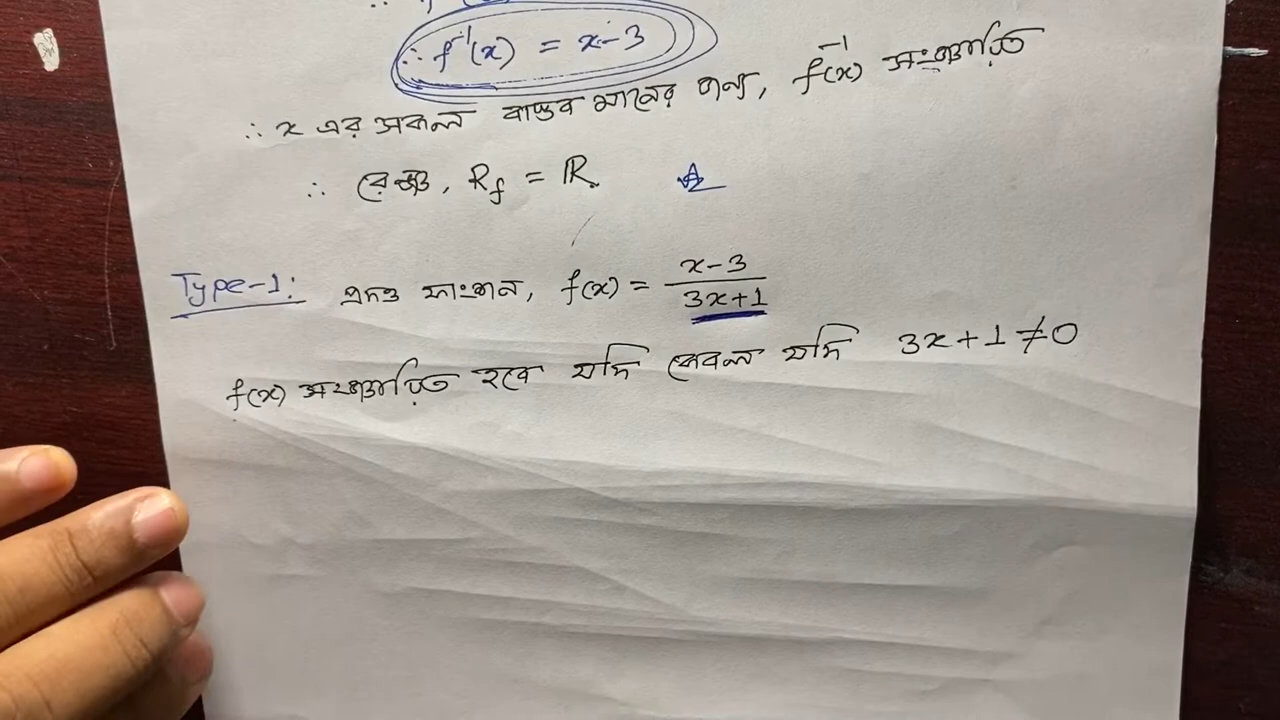 ∴ f⁻¹(x) = x-3
∴ x এর সকল বাস্তব মানের জন্য, f⁻¹(x) সংজ্ঞায়িত
∴ রেঞ্জ, R_f = ℝ.
Type-1: প্রদত্ত ফাংশন, f(x) = (x-3)/(3x+1)
f(x) সংজ্ঞায়িত হবে যদি কেবল যদি 3x+1 ≠ 0